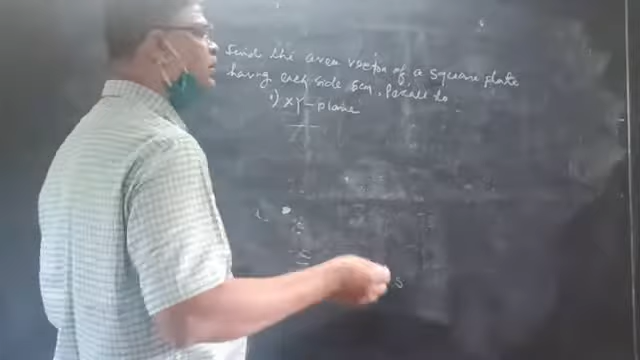 Find the area vector of a square plate
having each side 5cm. Parallel to
i) XY-plane